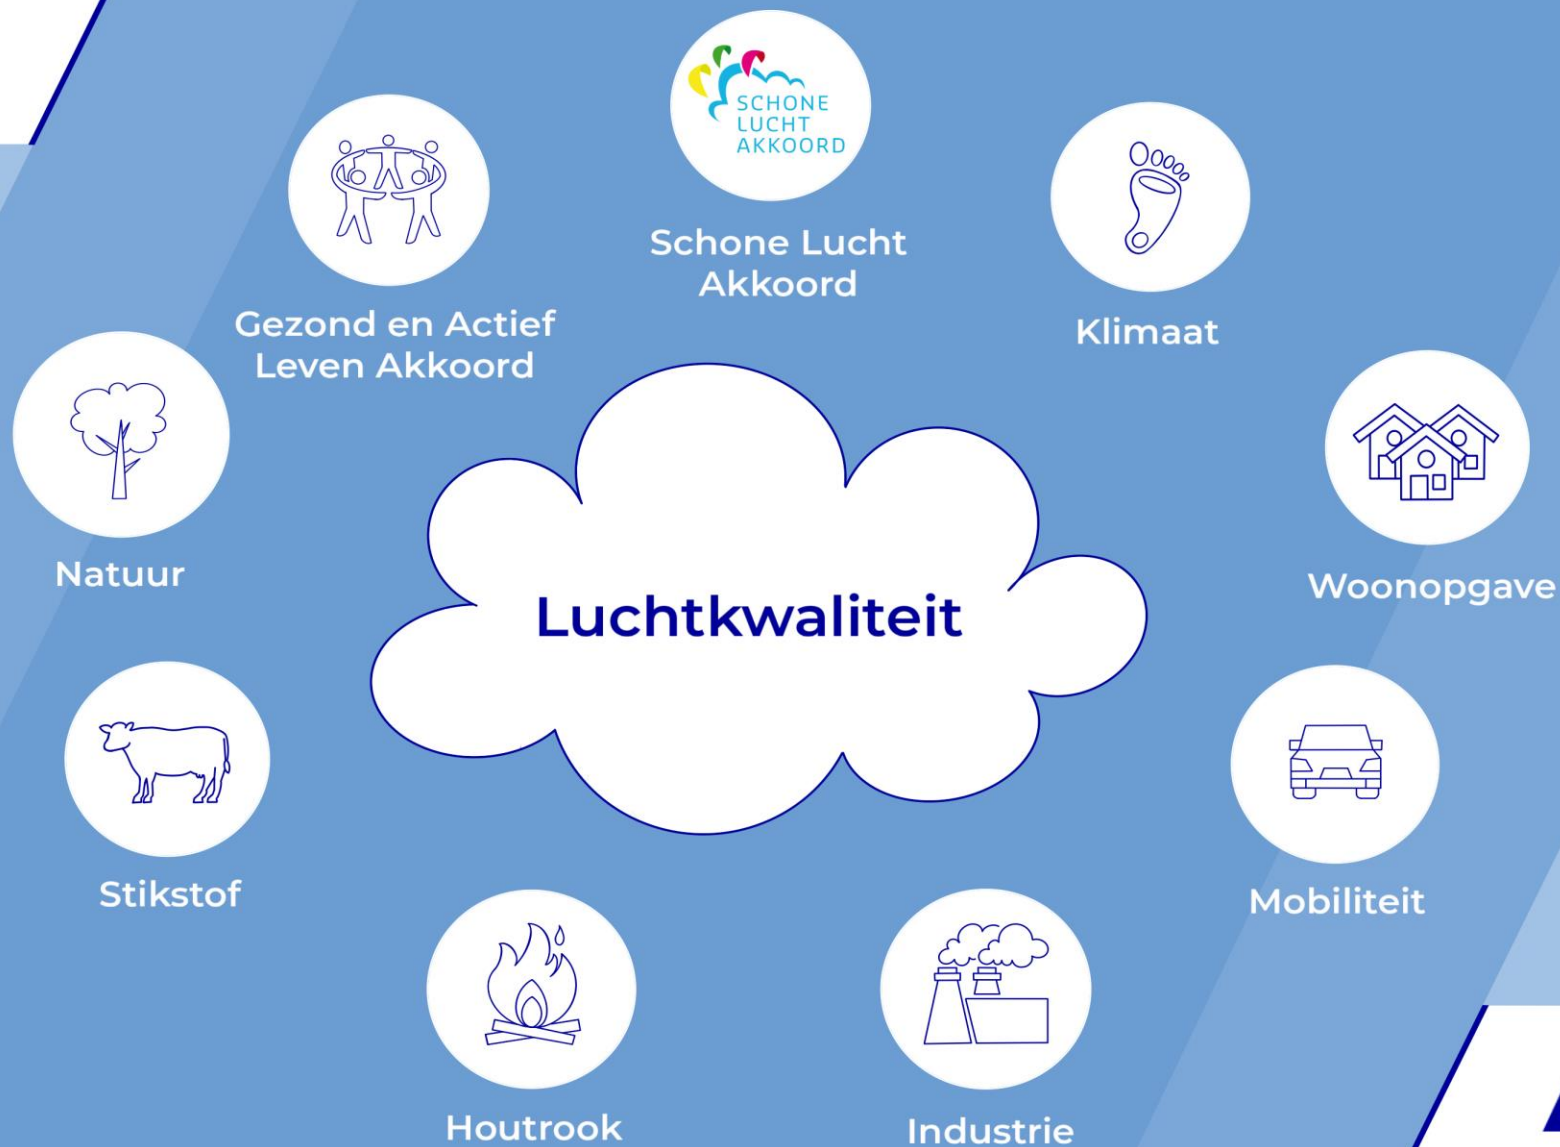 SCHONE
LUCHT
AKKOORD
Schone Lucht
Akkoord
Gezond en Actief
Leven Akkoord
Klimaat
Natuur
Woonopgave
Luchtkwaliteit
Stikstof
Mobiliteit
Houtrook
Industrie